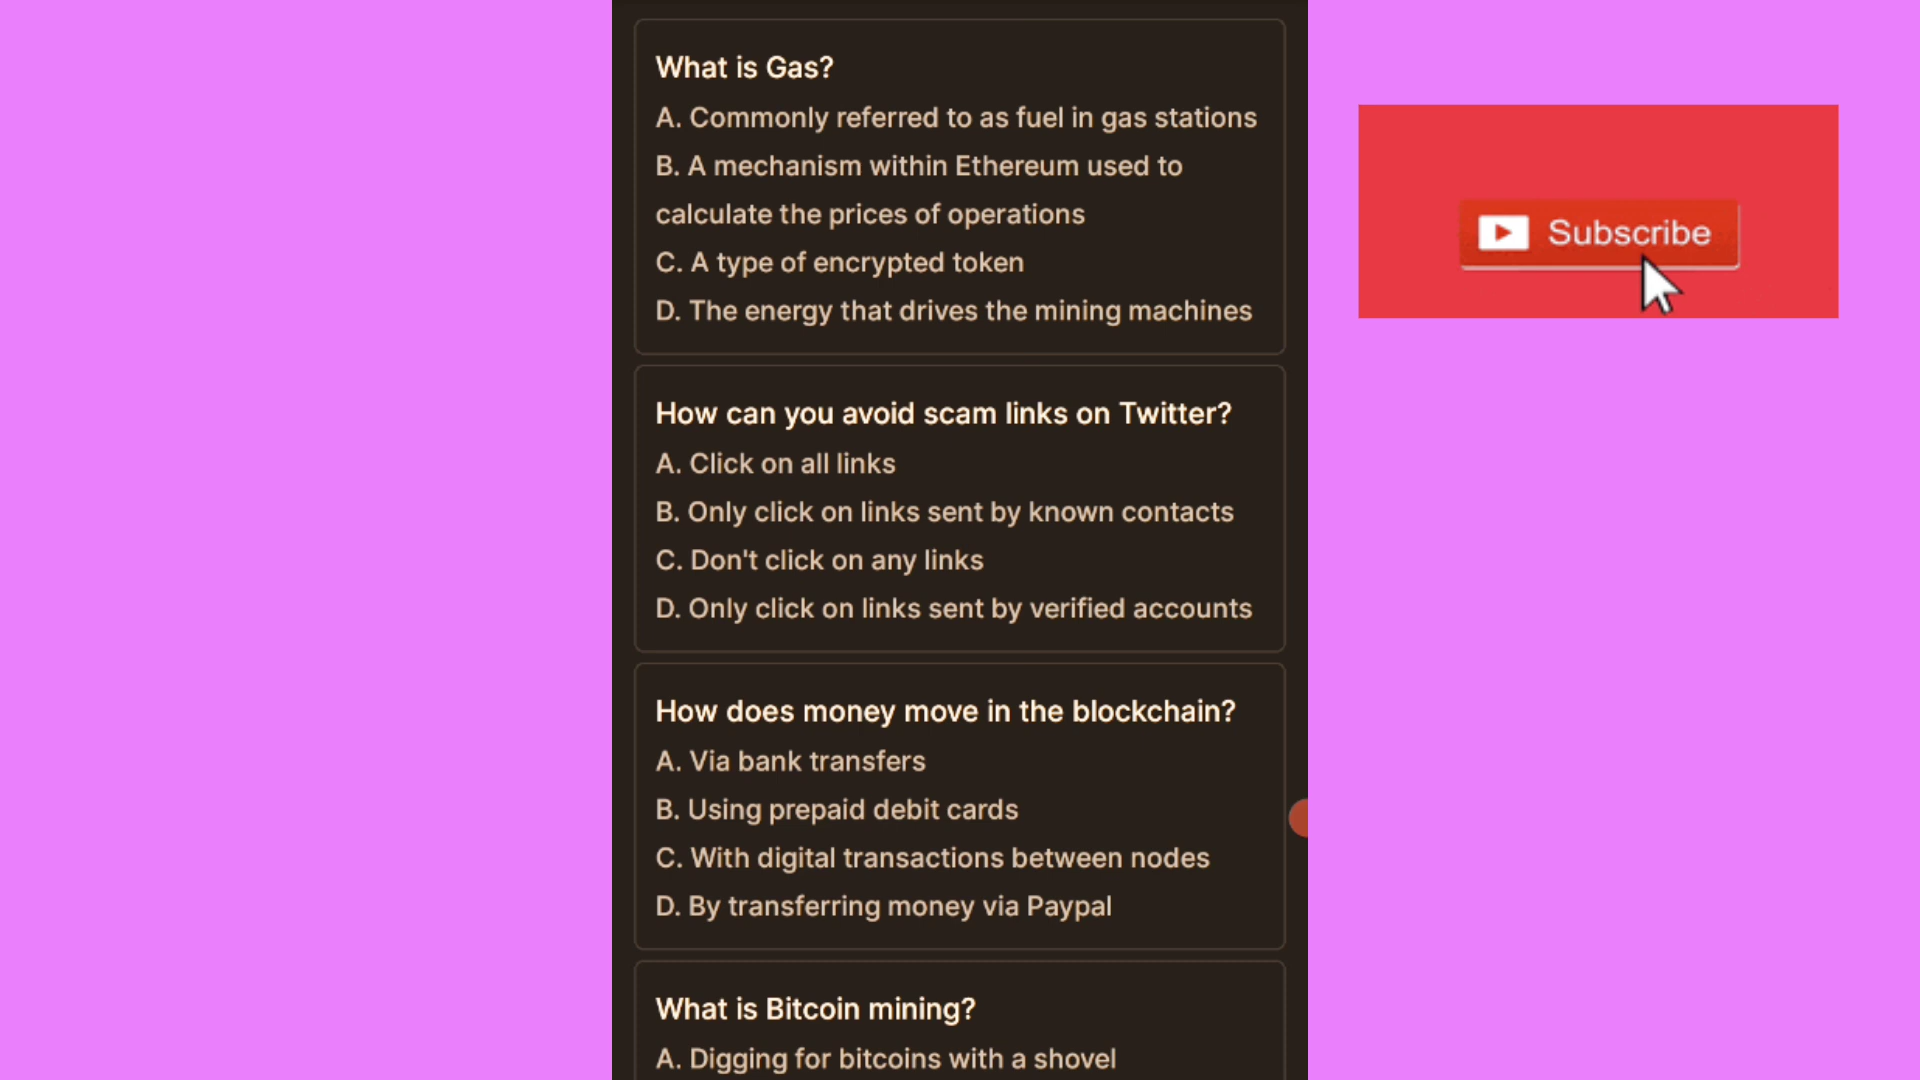 What is Gas?
A. Commonly referred to as fuel in gas stations
B. A mechanism within Ethereum used to
calculate the prices of operations
C. A type of encrypted token
D. The energy that drives the mining machines
How can you avoid scam links on Twitter?
A. Click on all links
B. Only click on links sent by known contacts
C. Don't click on any links
D. Only click on links sent by verified accounts
How does money move in the blockchain?
A. Via bank transfers
B. Using prepaid debit cards
C. With digital transactions between nodes
D. By transferring money via Paypal
What is Bitcoin mining?
A. Digging for bitcoins with a shovel
Subscribe